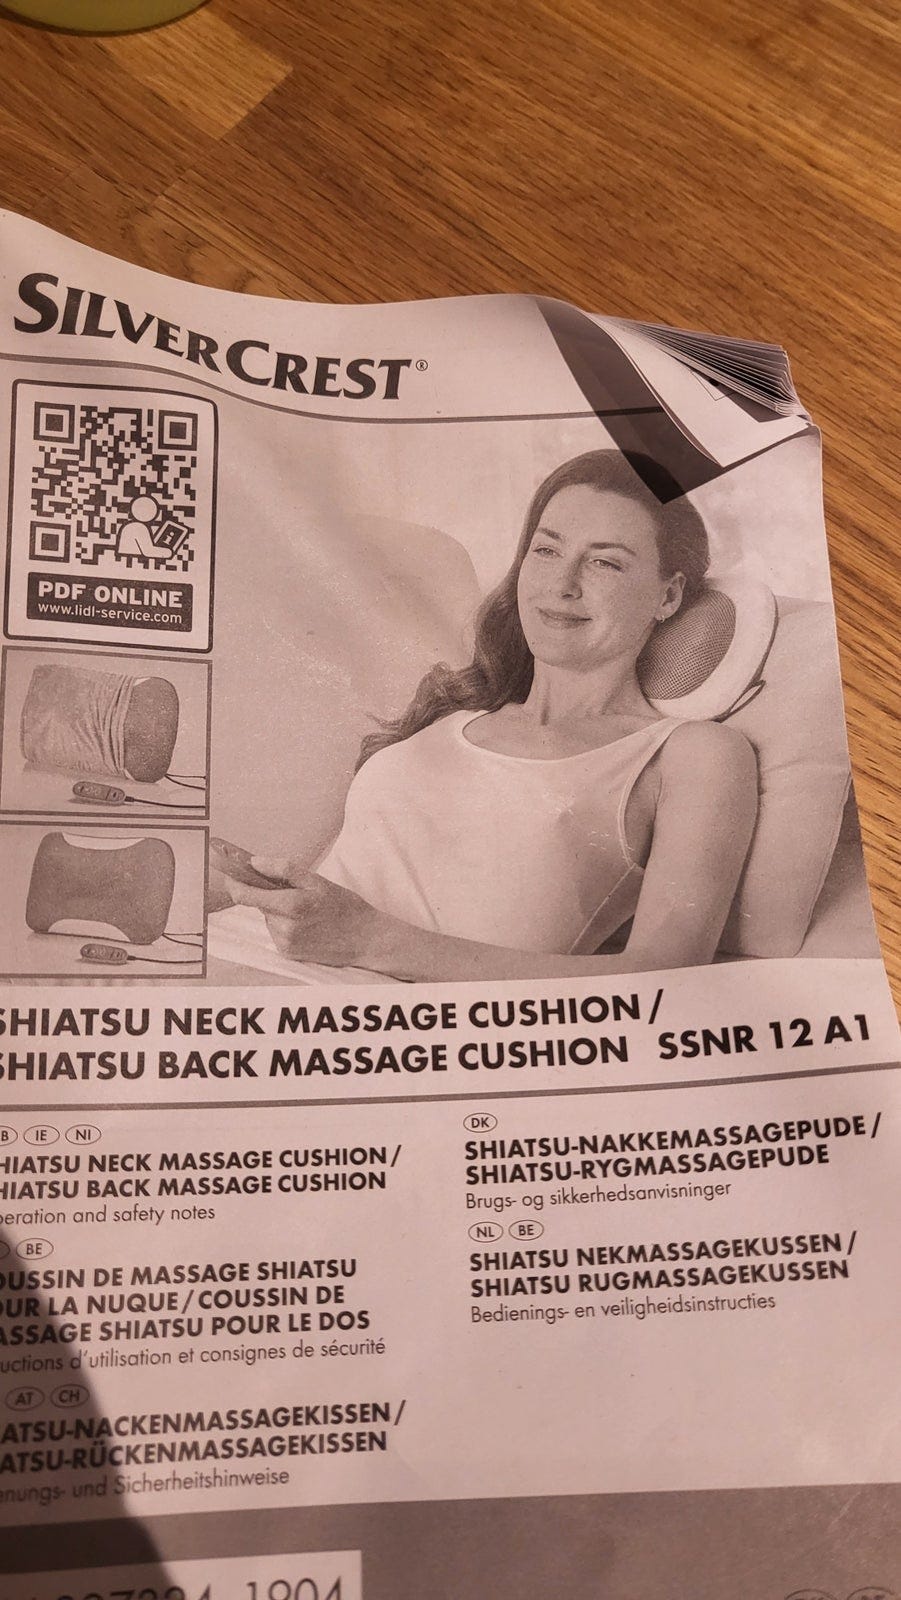 SILVERCREST®
PDF ONLINE
www.lidl-service.com
SHIATSU NECK MASSAGE CUSHION /
SHIATSU BACK MASSAGE CUSHION SSNR 12 A1
IE NI
HIATSU NECK MASSAGE CUSHION /
HIATSU BACK MASSAGE CUSHION
eration and safety notes
BE
OUSSIN DE MASSAGE SHIATSU
UR LA NUQUE / COUSSIN DE
ASSAGE SHIATSU POUR LE DOS
uctions d'utilisation et consignes de sécurité
AT CH
ATSU-NACKENMASSAGEKISSEN /
ATSU-RÜCKENMASSAGEKISSEN
enungs- und Sicherheitshinweise
DK
SHIATSU-NAKKEMASSAGEPUDE /
SHIATSU-RYGMASSAGEPUDE
Brugs- og sikkerhedsanvisninger
NL BE
SHIATSU NEKMASSAGEKUSSEN /
SHIATSU RUGMASSAGEKUSSEN
Bedienings- en veiligheidsinstructies
1904